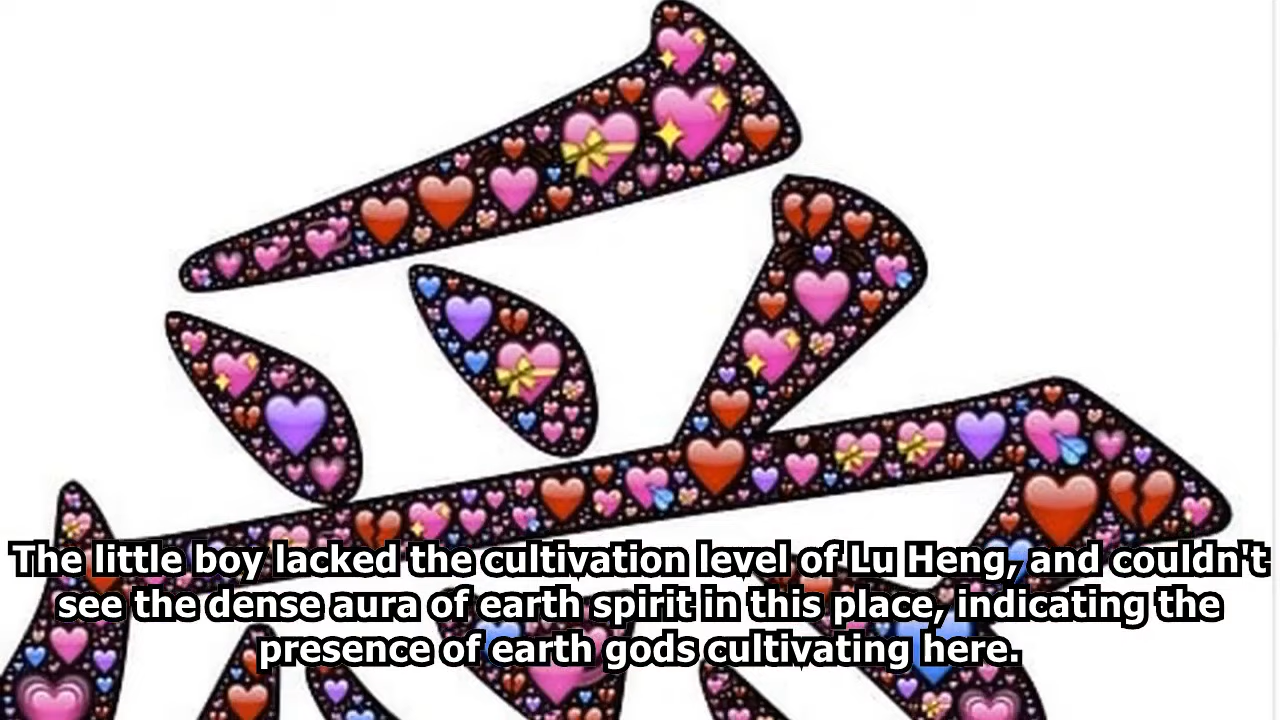 愛
The little boy lacked the cultivation level of Lu Heng, and couldn't
see the dense aura of earth spirit in this place, indicating the
presence of earth gods cultivating here.